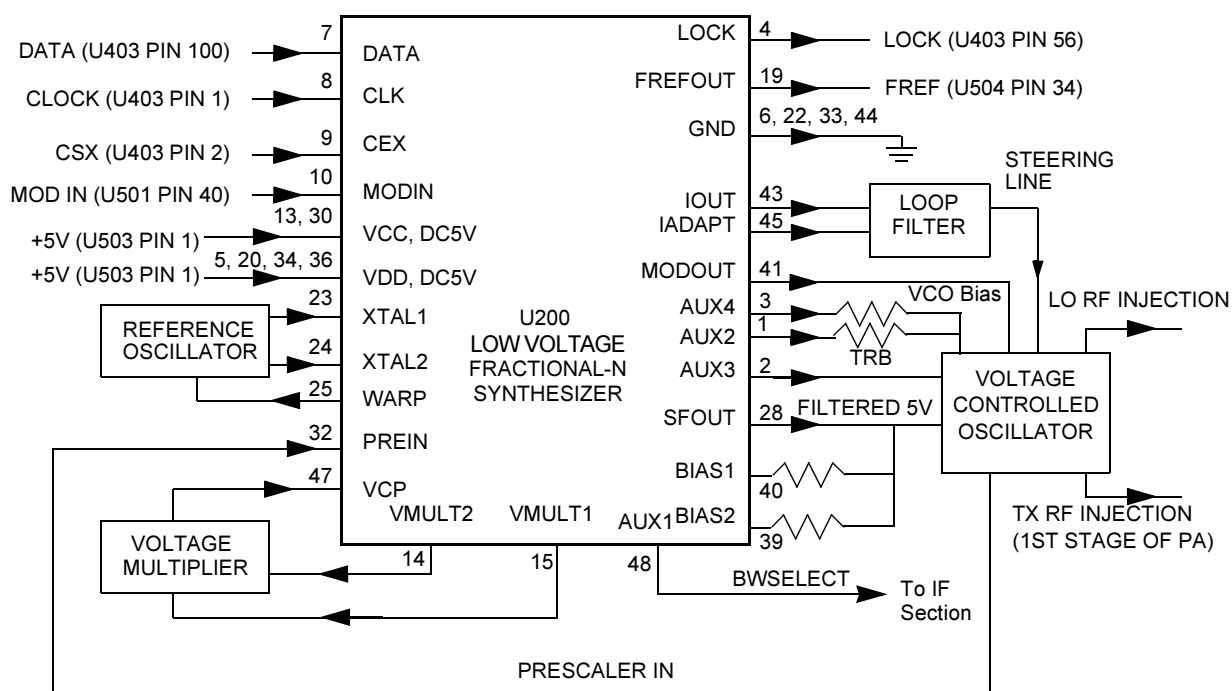 DATA (U403 PIN 100)
7
DATA
CLOCK (U403 PIN 1)
8
CLK
CSX (U403 PIN 2)
9
CEX
MOD IN (U501 PIN 40)
10
MODIN
+5V (U503 PIN 1)
13, 30
VCC, DC5V
+5V (U503 PIN 1)
5, 20, 34, 36
VDD, DC5V
REFERENCE
OSCILLATOR
23
XTAL1
24
XTAL2
25
WARP
32
PREIN
47
VCP
VOLTAGE
MULTIPLIER
VMULT2
14
VMULT1
15
AUX1
48
BWSELECT
To IF
Section
U200
LOW VOLTAGE
FRACTIONAL-N
SYNTHESIZER
LOCK
4
LOCK (U403 PIN 56)
FREFOUT
19
FREF (U504 PIN 34)
GND
6, 22, 33, 44
IOUT
43
IADAPT
45
LOOP
FILTER
STEERING
LINE
MODOUT
41
AUX4
3
VCO Bias
AUX2
1
TRB
AUX3
2
SFOUT
28
FILTERED 5V
BIAS1
40
BIAS2
39
VOLTAGE
CONTROLLED
OSCILLATOR
LO RF INJECTION
TX RF INJECTION
(1ST STAGE OF PA)
PRESCALER IN